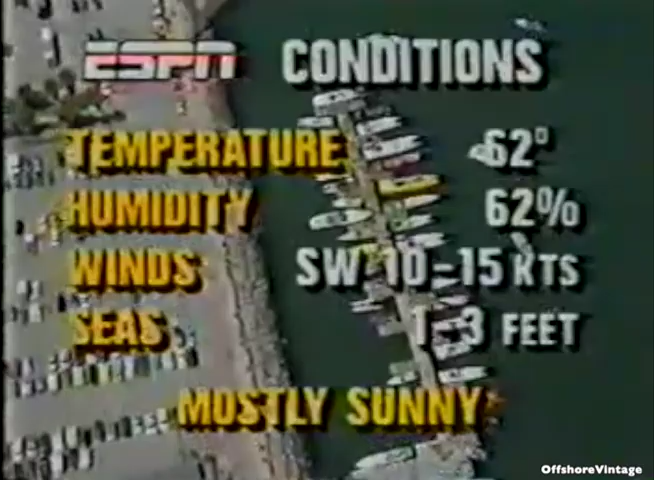 ESPN CONDITIONS
TEMPERATURE 62°
HUMIDITY 62%
WINDS SW 10-15 KTS
SEAS 1-3 FEET
MOSTLY SUNNY
OffshoreVintage